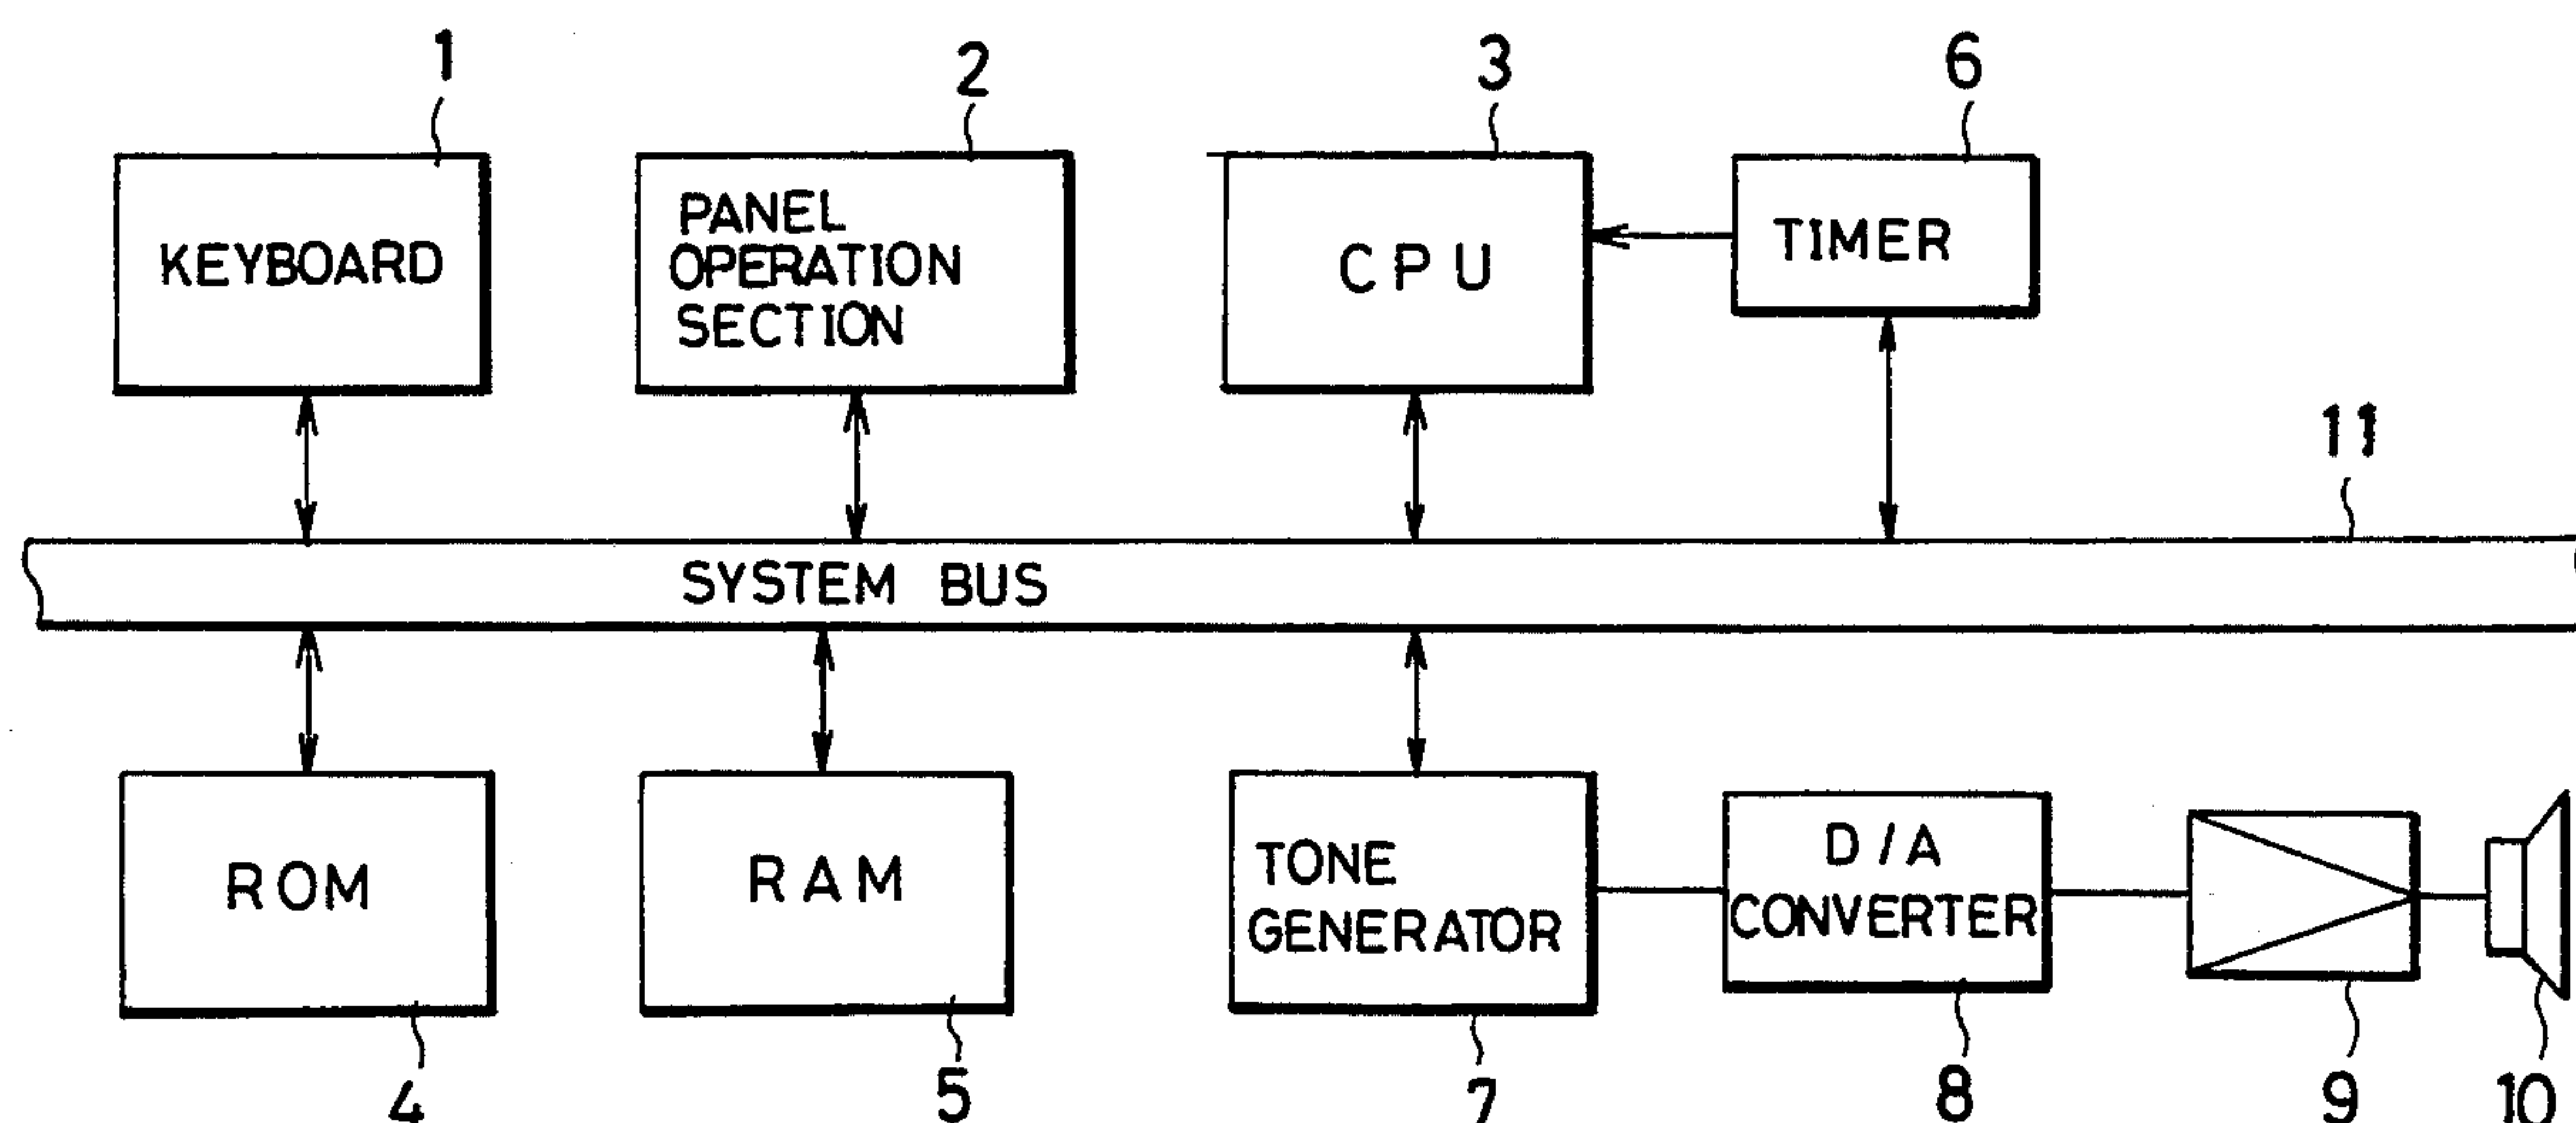 1
2
3
6
KEYBOARD
PANEL
OPERATION
SECTION
CPU
TIMER
11
SYSTEM BUS
ROM
RAM
TONE
GENERATOR
D/A
CONVERTER
4
5
7
8
9
10